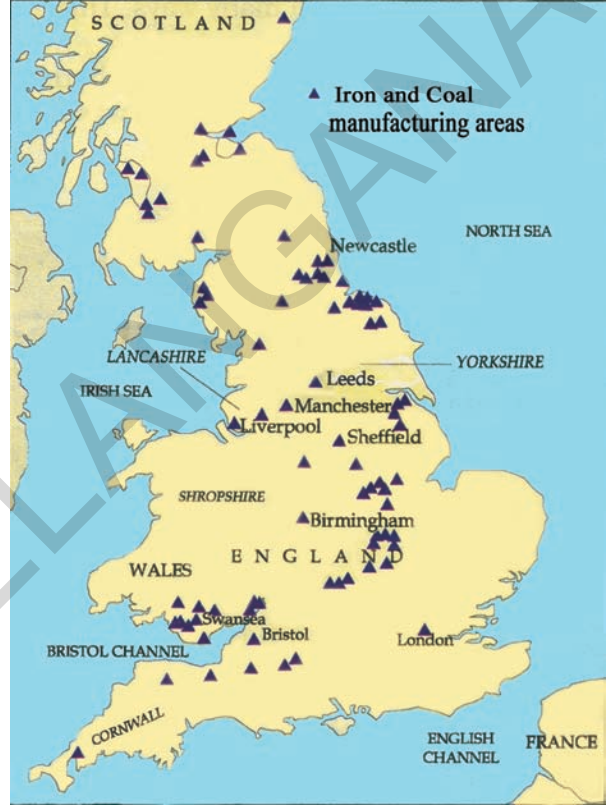 SCOTLAND
Iron and Coal
manufacturing areas
NORTH SEA
Newcastle
LANCASHIRE
YORKSHIRE
IRISH SEA
Leeds
Manchester
Liverpool
Sheffield
SHROPSHIRE
Birmingham
ENGLAND
WALES
Swansea
Bristol
London
BRISTOL CHANNEL
CORNWALL
ENGLISH
CHANNEL
FRANCE